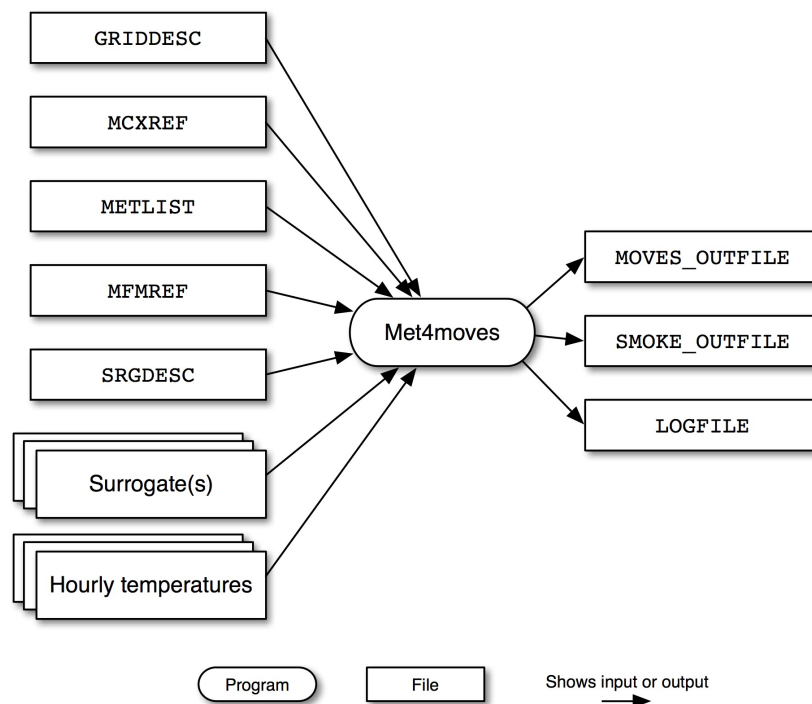 GRIDDESC
MCXREF
METLIST
MFMREF
SRGDESC
Surrogate(s)
Hourly temperatures
Met4moves
MOVES_OUTFILE
SMOKE_OUTFILE
LOGFILE
Program
File
Shows input or output